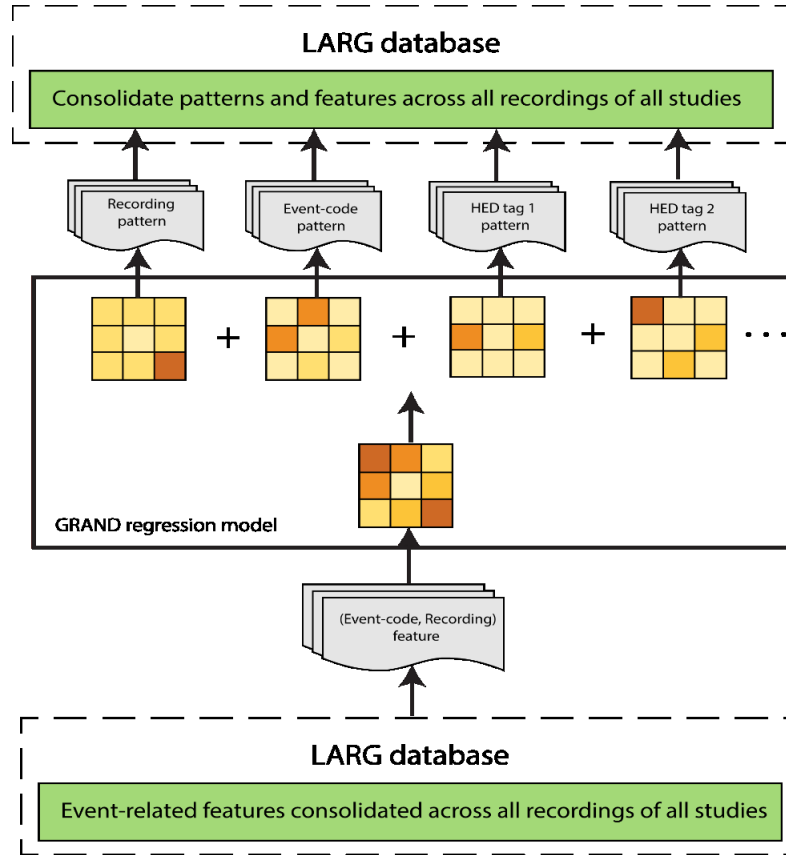 LARG database
Consolidate patterns and features across all recordings of all studies
Recording
pattern
Event-code
pattern
HED tag 1
pattern
HED tag 2
pattern
+ + + ...
GRAND regression model
(Event-code, Recording)
feature
LARG database
Event-related features consolidated across all recordings of all studies